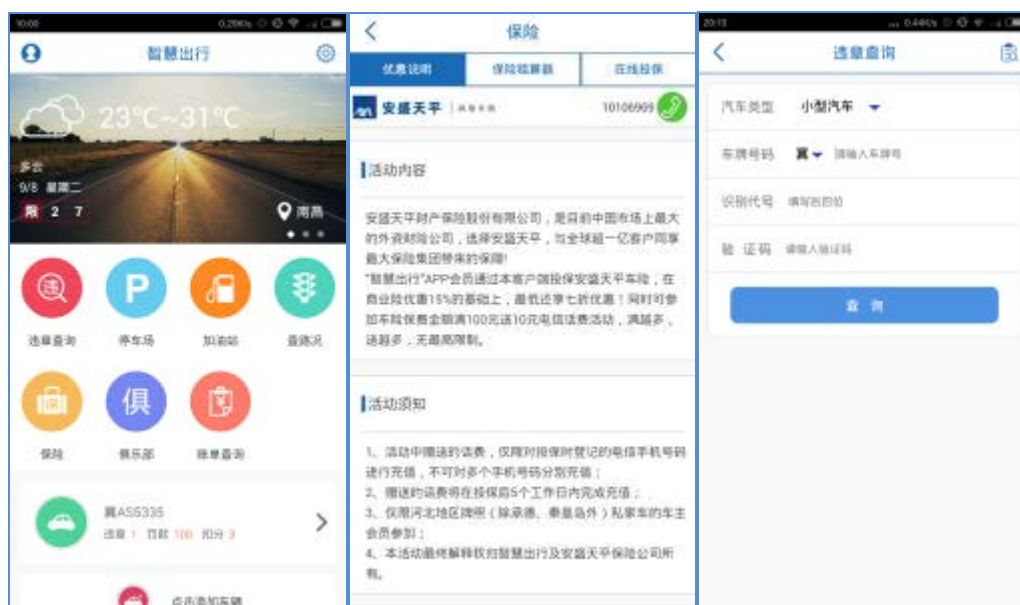 10:00
0.29K/s
智慧出行
23°C~31°C
多云
9/8 星期二
限 2 7
南昌
违
P
违章查询
停车场
加油站
查路况
保
俱
保险
俱乐部
账单查询
冀AS5335
违章 1 罚款 100 扣分 3
点击添加车辆
保险
优惠说明
保险视算器
在线投保
安盛天平
10106909
活动内容
安盛天平财产保险股份有限公司，是目前中国市场上最大
的外资财险公司，选择安盛天平，与全球超一亿客户同享
最大保险集团带来的保障!
“智慧出行”APP会员通过本客户端投保安盛天平车险，在
商业险优惠15%的基础上，最低还享七折优惠！同时可参
加车险保费金额满100元送10元电信话费活动，满越多，
送越多，无最高限制。
活动须知
1、活动中赠送的话费，仅限对投保时登记的电信手机号码
进行充值，不可对多个手机号码分别充值；
2、赠送的话费将在投保后5个工作日内完成充值；
3、仅限河北地区牌照（除承德、秦皇岛外）私家车的车主
会员参加；
4、本活动最终解释权归智慧出行及安盛天平保险公司所
有。
20:13
0.44K/s
违章查询
汽车类型 小型汽车
车牌号码 冀 请输入车牌号
识别代号 填写后四位
验 证码 请输入验证码
查 询